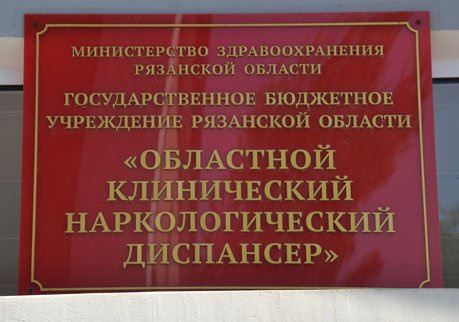 МИНИСТЕРСТВО ЗДРАВООХРАНЕНИЯ
РЯЗАНСКОЙ ОБЛАСТИ
ГОСУДАРСТВЕННОЕ БЮДЖЕТНОЕ
УЧРЕЖДЕНИЕ РЯЗАНСКОЙ ОБЛАСТИ
«ОБЛАСТНОЙ
КЛИНИЧЕСКИЙ
НАРКОЛОГИЧЕСКИЙ
ДИСПАНСЕР»